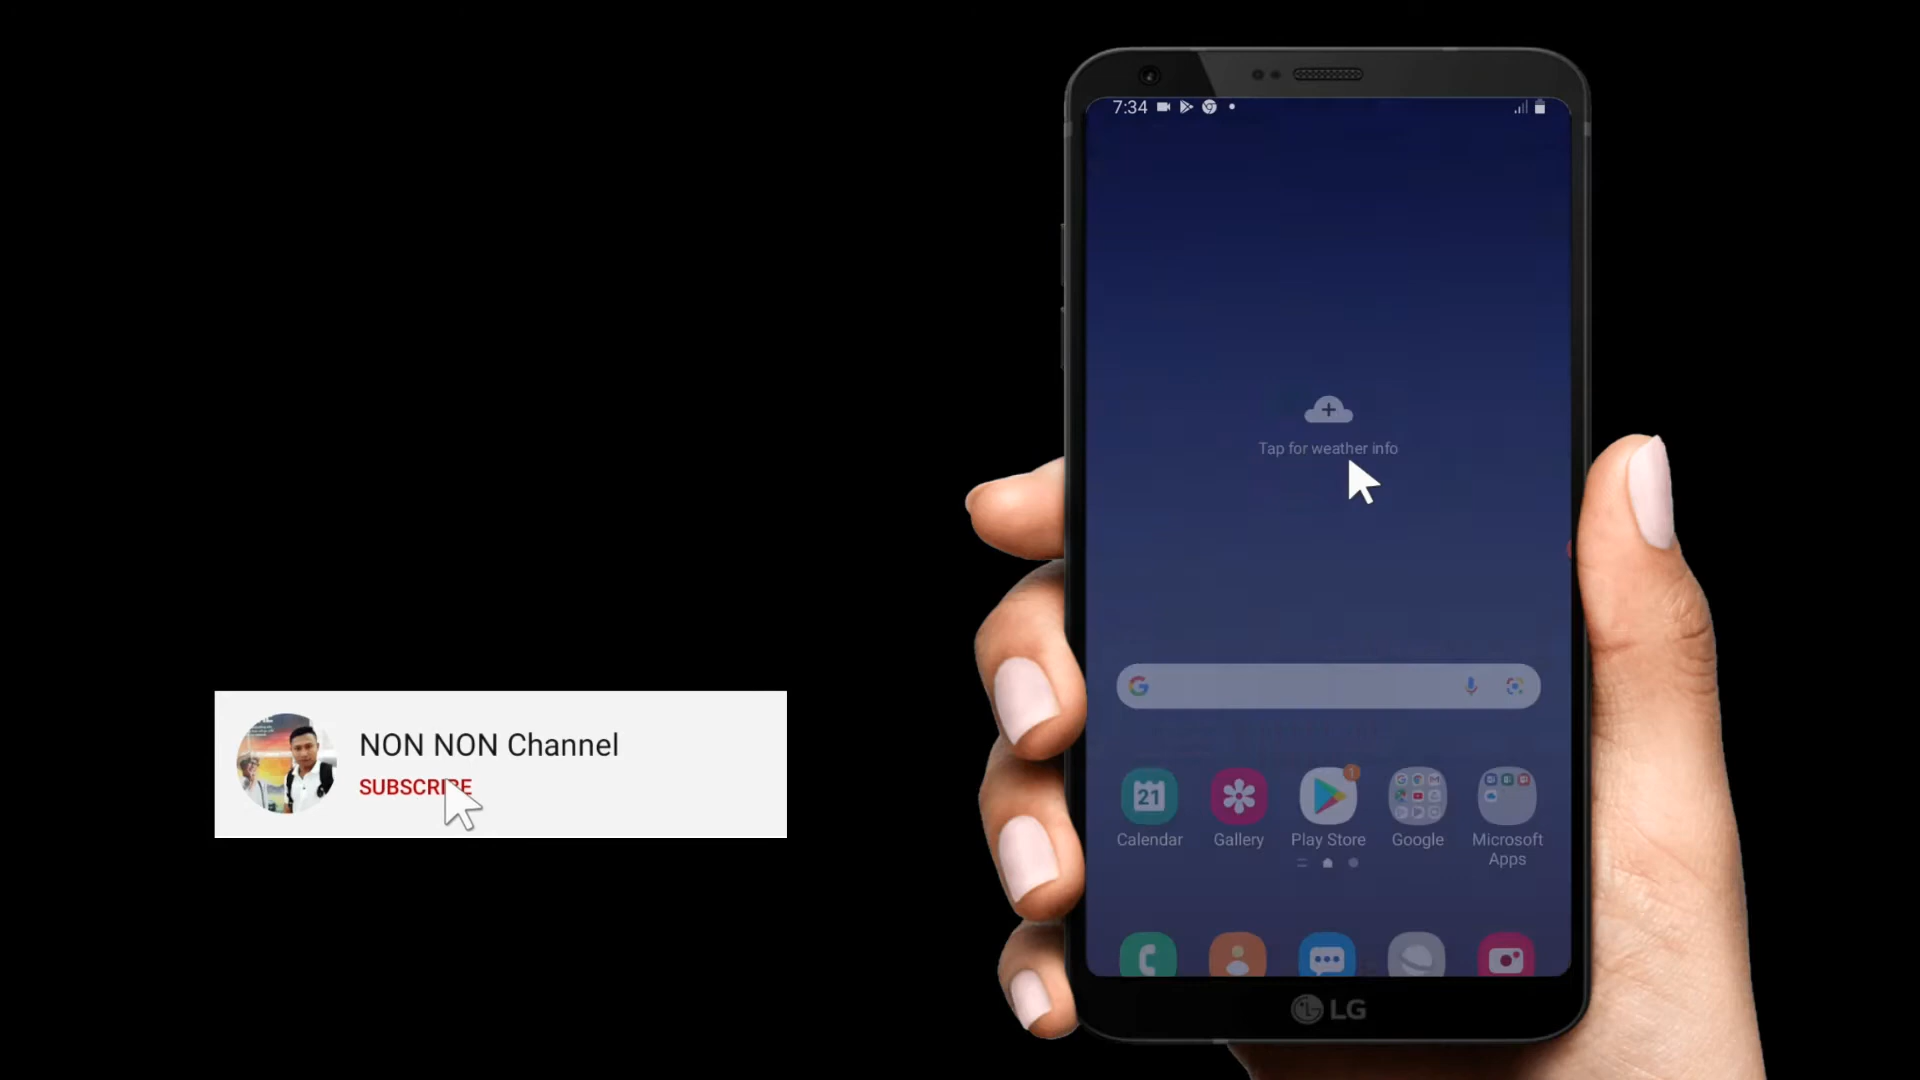 7:34
Tap for weather info
21
1
Calendar
Gallery
Play Store
Google
Microsoft
Apps
LG
NON NON Channel
SUBSCRIBE